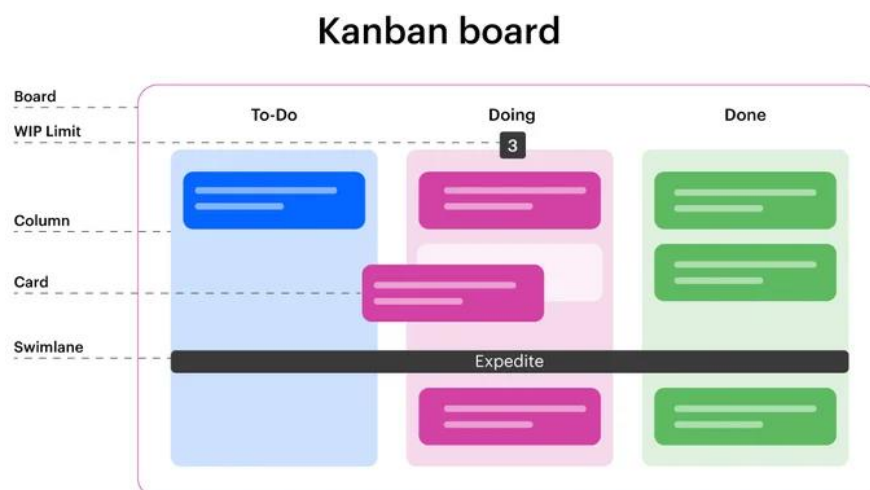 Kanban board
Board
To-Do
Doing
Done
WIP Limit
3
Column
Card
Swimlane
Expedite